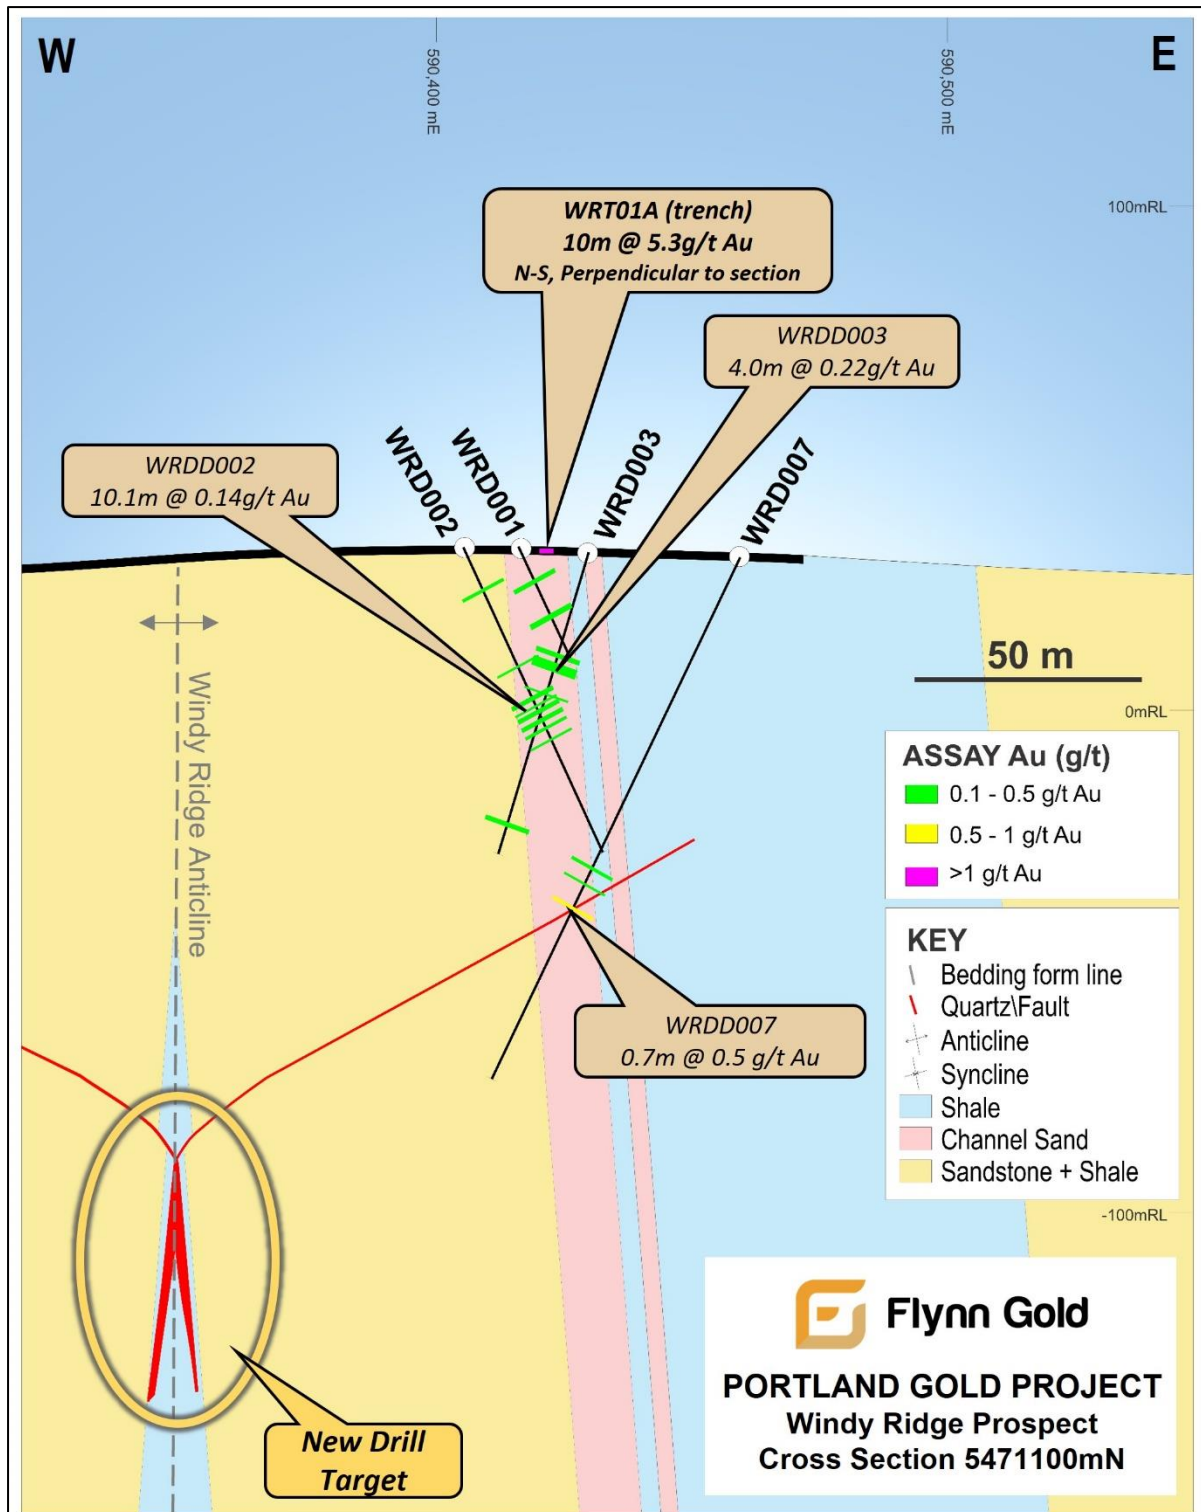 W
E
590,400 mE
590,500 mE
100mRL
WRT01A (trench)
10m @ 5.3g/t Au
N-S, Perpendicular to section
WRDD003
4.0m @ 0.22g/t Au
WRDD002
10.1m @ 0.14g/t Au
WRD002
WRD001
WRD003
WRD007
50 m
0mRL
Windy Ridge Anticline
ASSAY Au (g/t)
0.1 - 0.5 g/t Au
0.5 - 1 g/t Au
>1 g/t Au
KEY
Bedding form line
Quartz\Fault
Anticline
Syncline
Shale
Channel Sand
Sandstone + Shale
WRDD007
0.7m @ 0.5 g/t Au
-100mRL
New Drill
Target
Flynn Gold
PORTLAND GOLD PROJECT
Windy Ridge Prospect
Cross Section 5471100mN